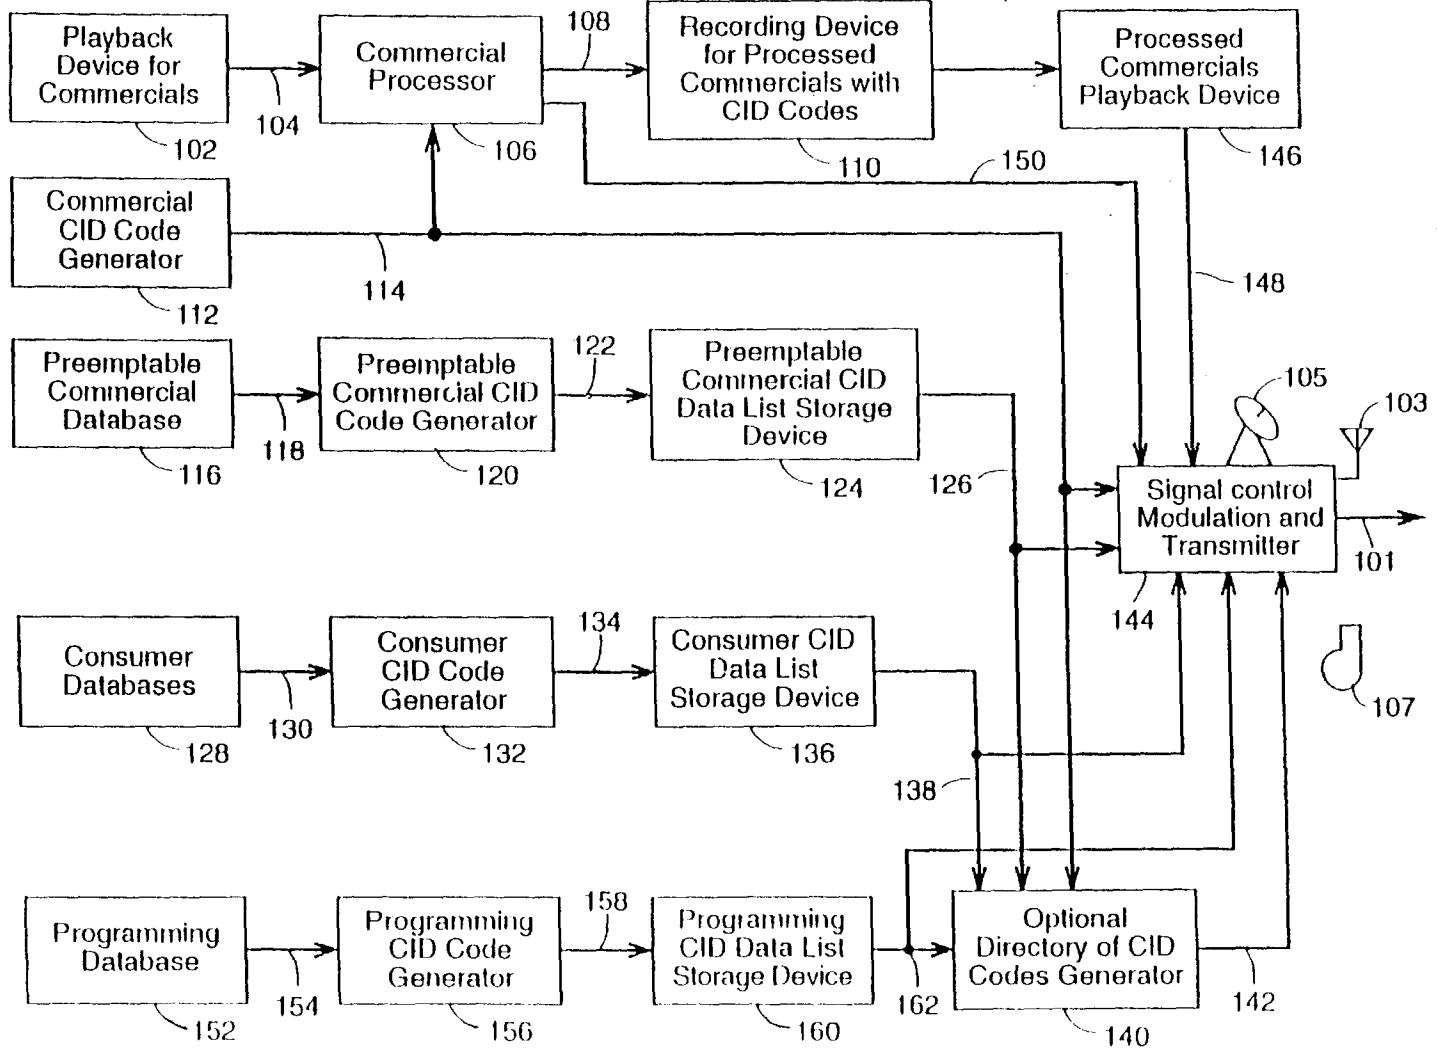 Playback
Device for
Commercials
102
104
Commercial
Processor
106
108
Recording Device
for Processed
Commercials with
CID Codes
110
Processed
Commercials
Playback Device
146
150
148
Commercial
CID Code
Generator
112
114
Preemptable
Commercial
Database
116
118
Preemptable
Commercial CID
Code Generator
120
122
Preemptable
Commercial CID
Data List Storage
Device
124
126
105
103
Signal control
Modulation and
Transmitter
144
101
107
Consumer
Databases
128
130
Consumer
CID Code
Generator
132
134
Consumer CID
Data List
Storage Device
136
138
Programming
Database
152
154
Programming
CID Code
Generator
156
158
Programming
CID Data List
Storage Device
160
162
Optional
Directory of CID
Codes Generator
140
142